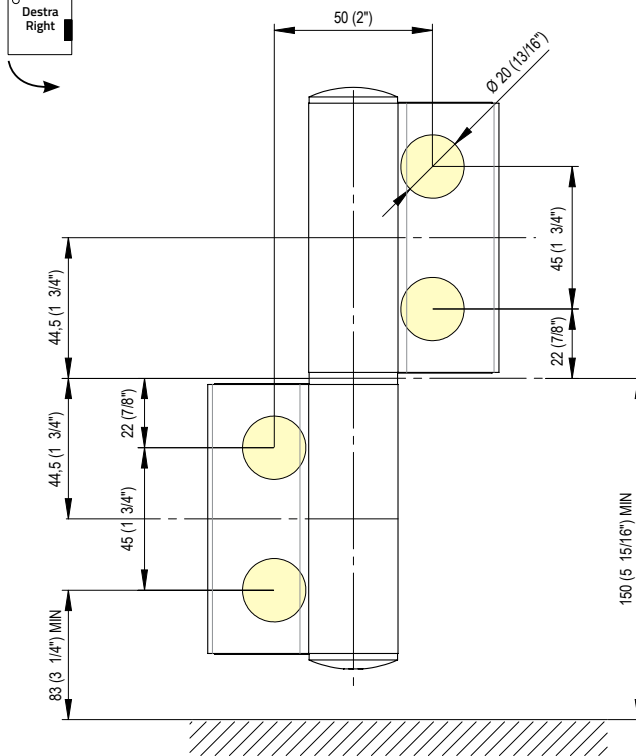 Destra
Right
50 (2")
Ø 20 (13/16")
45 (1 3/4")
22 (7/8")
44,5 (1 3/4")
44,5 (1 3/4")
22 (7/8")
45 (1 3/4")
83 (3 1/4") MIN
150 (5 15/16") MIN